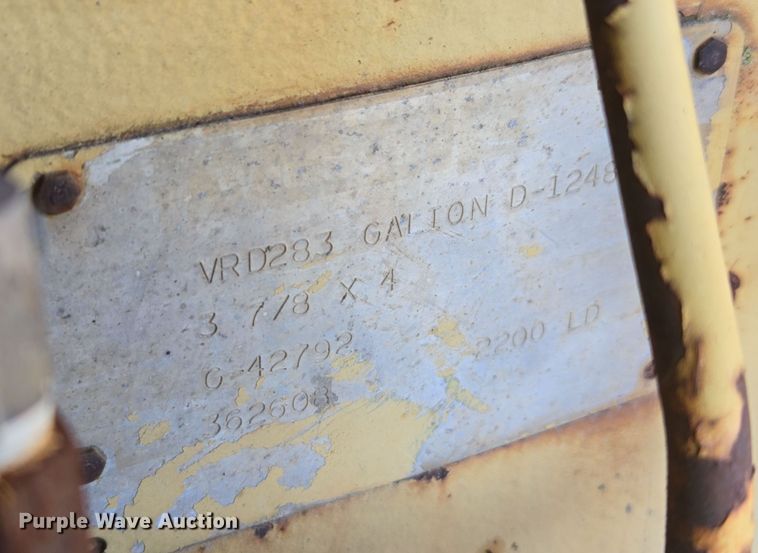 VRD283 GALION D-1248
3 7/8 X 4
G-42792 2200 LD
362608
Purple Wave Auction